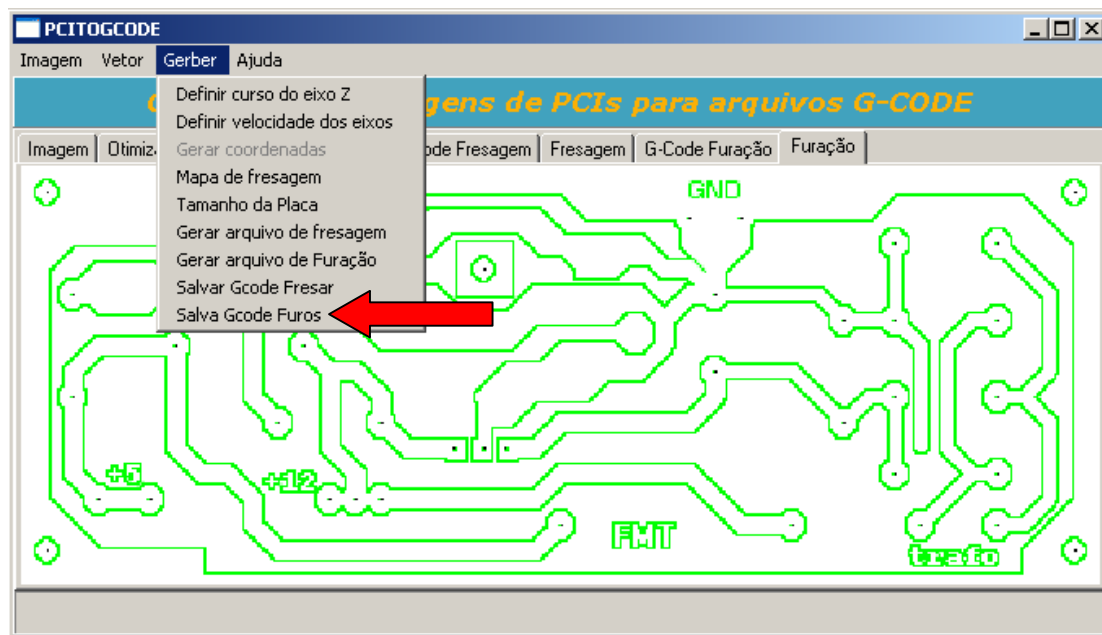 PCITOGCODE
Imagem Vetor Gerber Ajuda
gens de PCIs para arquivos G-CODE
Definir curso do eixo Z
Definir velocidade dos eixos
Gerar coordenadas
Mapa de fresagem
Tamanho da Placa
Gerar arquivo de fresagem
Gerar arquivo de Furação
Salvar Gcode Fresar
Salva Gcode Furos
Imagem Otimiz ode Fresagem Fresagem G-Code Furação Furação
GND
+5 +12
FMT
trafo